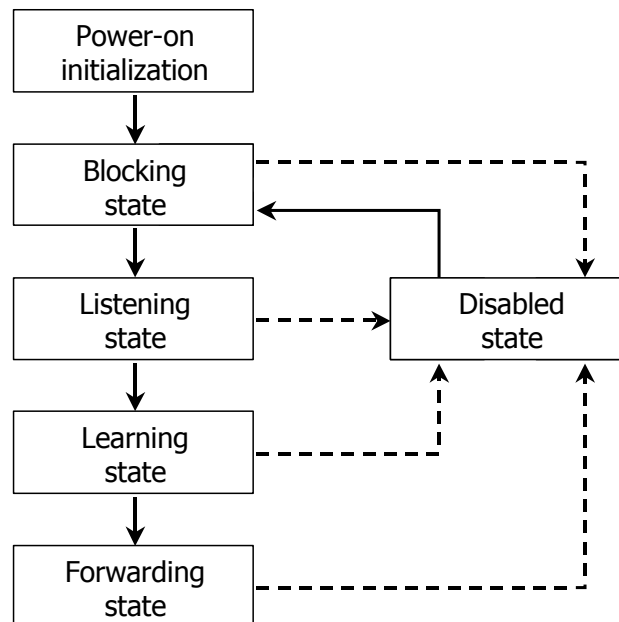 Power-on
initialization
Blocking
state
Listening
state
Disabled
state
Learning
state
Forwarding
state